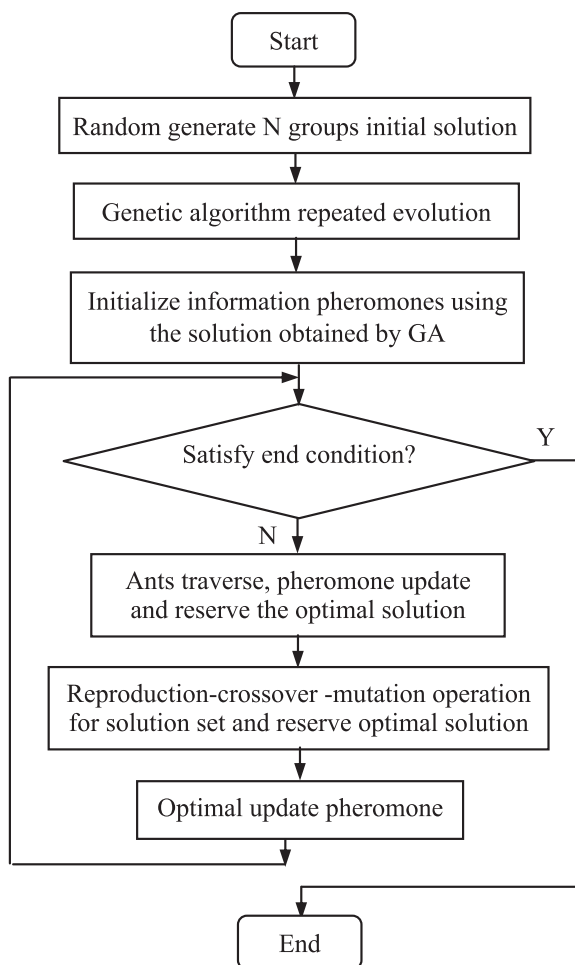 Start
Random generate N groups initial solution
Genetic algorithm repeated evolution
Initialize information pheromones using
the solution obtained by GA
Satisfy end condition?
Y
N
Ants traverse, pheromone update
and reserve the optimal solution
Reproduction-crossover -mutation operation
for solution set and reserve optimal solution
Optimal update pheromone
End